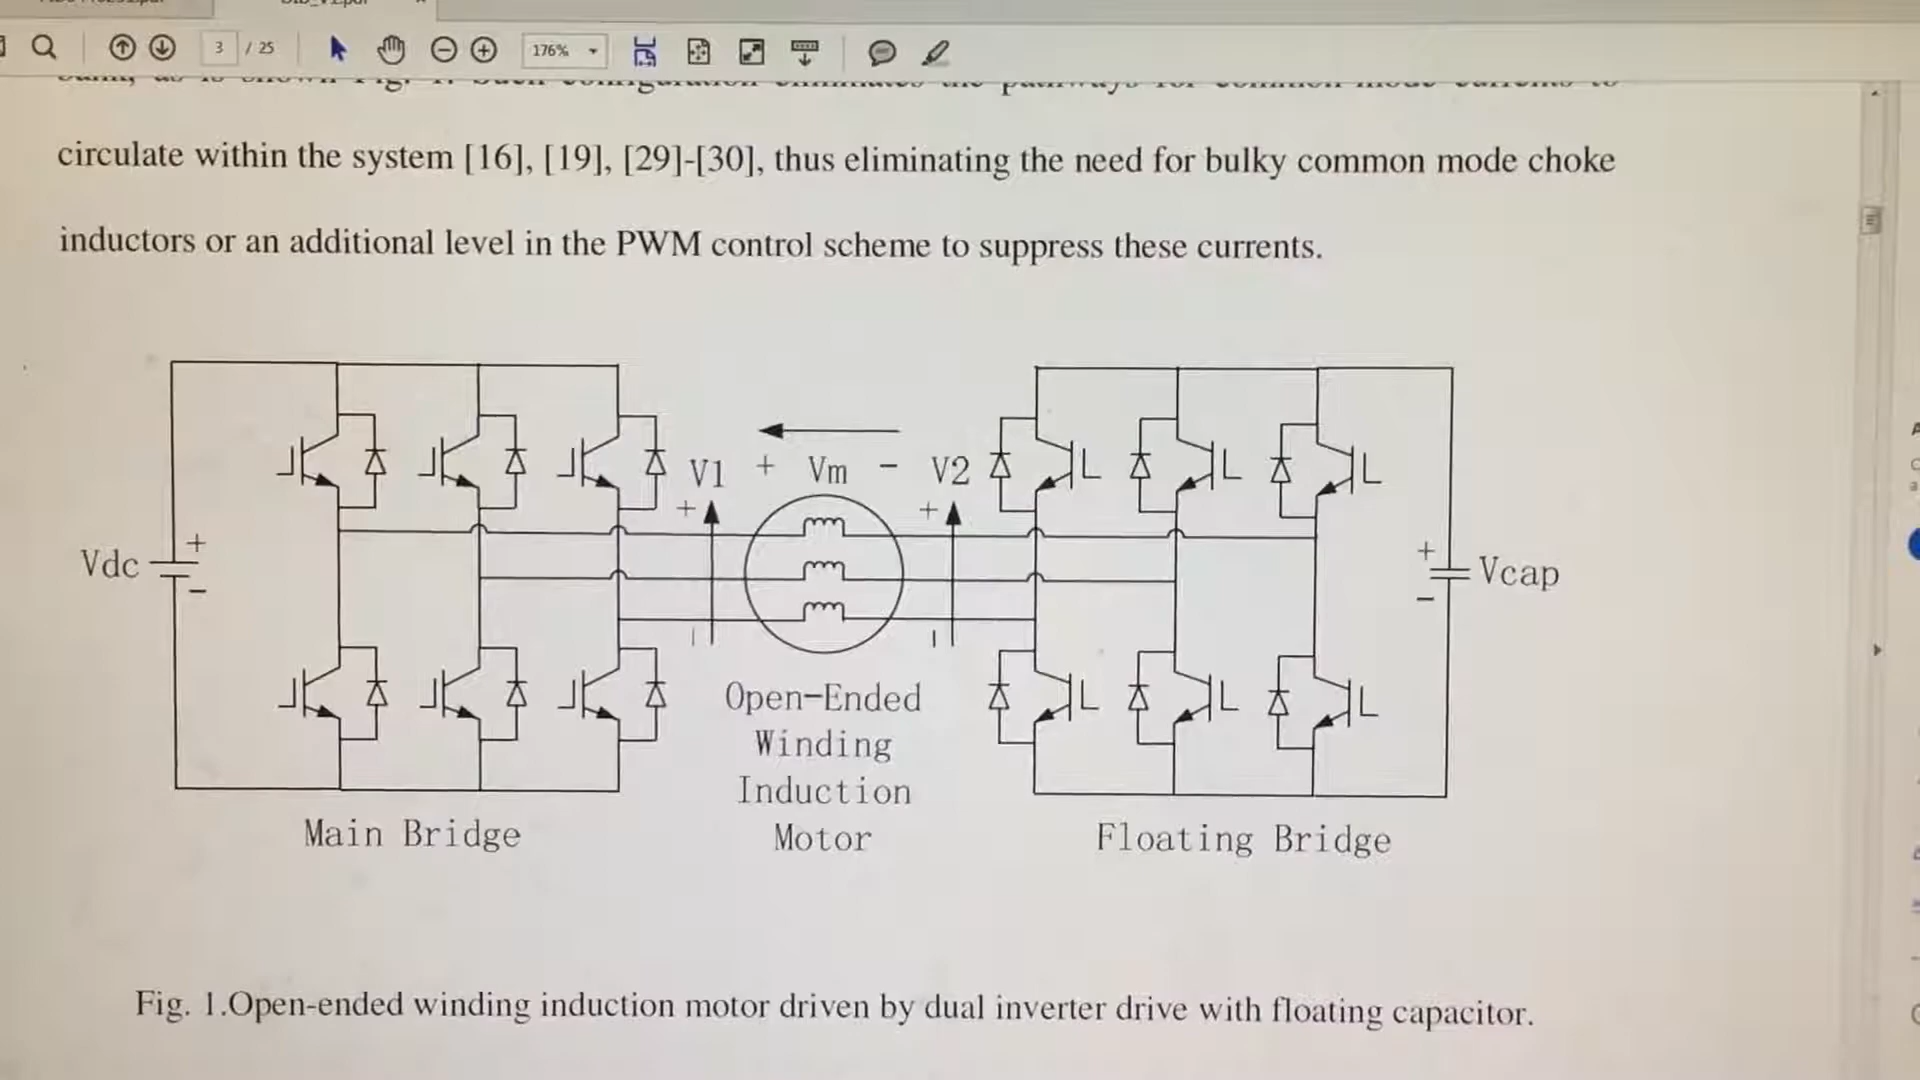 3 / 25
176%
circulate within the system [16], [19], [29]-[30], thus eliminating the need for bulky common mode choke
inductors or an additional level in the PWM control scheme to suppress these currents.
V1 + Vm - V2
+ +
Vdc + -
+ - Vcap
Open-Ended
Winding
Induction
Motor
Main Bridge
Floating Bridge
Fig. 1.Open-ended winding induction motor driven by dual inverter drive with floating capacitor.